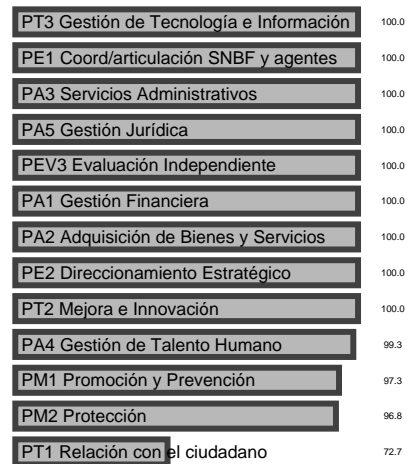 PT3 Gestión de Tecnología e Información 100.0
PE1 Coord/articulación SNBF y agentes 100.0
PA3 Servicios Administrativos 100.0
PA5 Gestión Jurídica 100.0
PEV3 Evaluación Independiente 100.0
PA1 Gestión Financiera 100.0
PA2 Adquisición de Bienes y Servicios 100.0
PE2 Direccionamiento Estratégico 100.0
PT2 Mejora e Innovación 100.0
PA4 Gestión de Talento Humano 99.3
PM1 Promoción y Prevención 97.3
PM2 Protección 96.8
PT1 Relación con el ciudadano 72.7